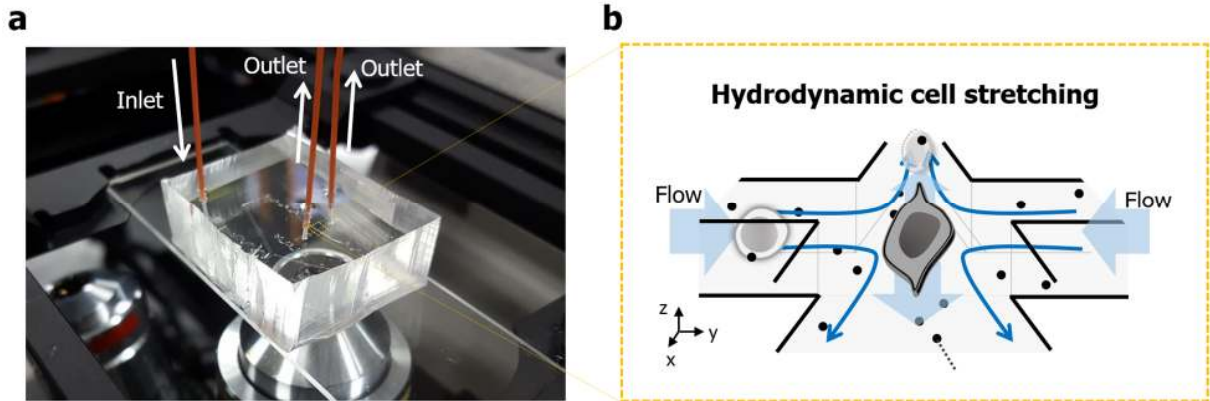 a
b
Inlet
Outlet
Outlet
Hydrodynamic cell stretching
Flow
Flow
z
y
x